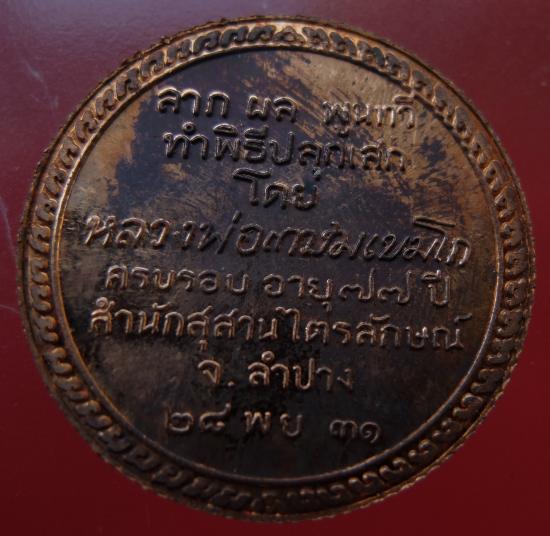 ลาภ ผล พูนทวี
ทำพิธีปลุกเสก
โดย
หลวงพ่อเกษมเขมโก
ครบรอบ อายุ ๗๗ ปี
สำนักสุสานไตรลักษณ์
จ. ลำปาง
๒๘ พย ๓๑